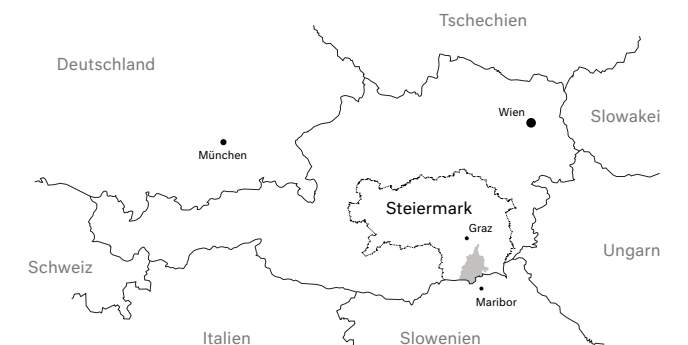 Tschechien
Deutschland
Wien
Slowakei
München
Steiermark
Graz
Ungarn
Schweiz
Maribor
Italien
Slowenien